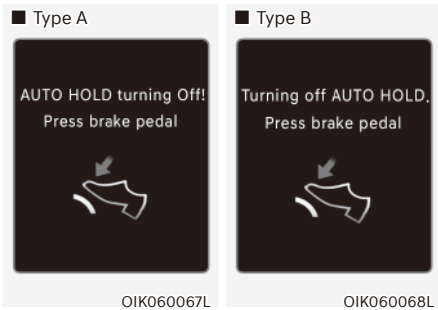 ■ Type A
AUTO HOLD turning Off!
Press brake pedal
OIK060067L
■ Type B
Turning off AUTO HOLD.
Press brake pedal
OIK060068L